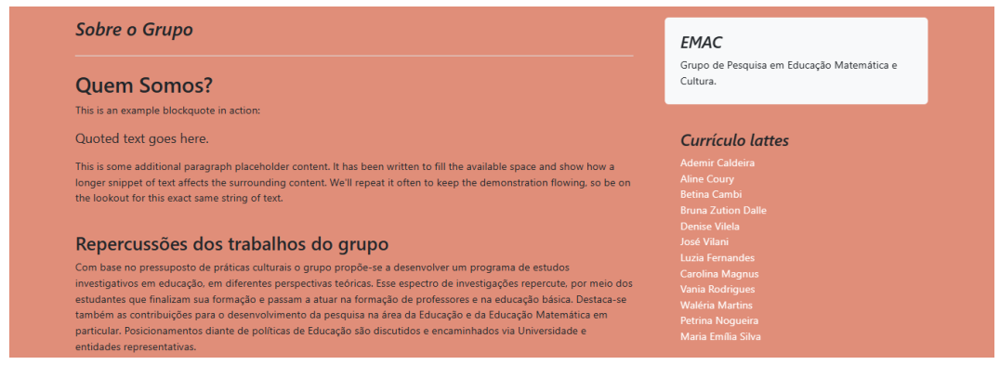 Sobre o Grupo
Quem Somos?
This is an example blockquote in action:
Quoted text goes here.
This is some additional paragraph placeholder content. It has been written to fill the available space and show how a
longer snippet of text affects the surrounding content. We'll repeat it often to keep the demonstration flowing, so be on
the lookout for this exact same string of text.
Repercussões dos trabalhos do grupo
Com base no pressuposto de práticas culturais o grupo propõe-se a desenvolver um programa de estudos
investigativos em educação, em diferentes perspectivas teóricas. Esse espectro de investigações repercute, por meio dos
estudantes que finalizam sua formação e passam a atuar na formação de professores e na educação básica. Destaca-se
também as contribuições para o desenvolvimento da pesquisa na área da Educação e da Educação Matemática em
particular. Posicionamentos diante de políticas de Educação são discutidos e encaminhados via Universidade e
entidades representativas.
EMAC
Grupo de Pesquisa em Educação Matemática e
Cultura.
Currículo lattes
Ademir Caldeira
Aline Coury
Betina Cambi
Bruna Zution Dalle
Denise Vilela
José Vilani
Luzia Fernandes
Carolina Magnus
Vania Rodrigues
Waléria Martins
Petrina Nogueira
Maria Emília Silva